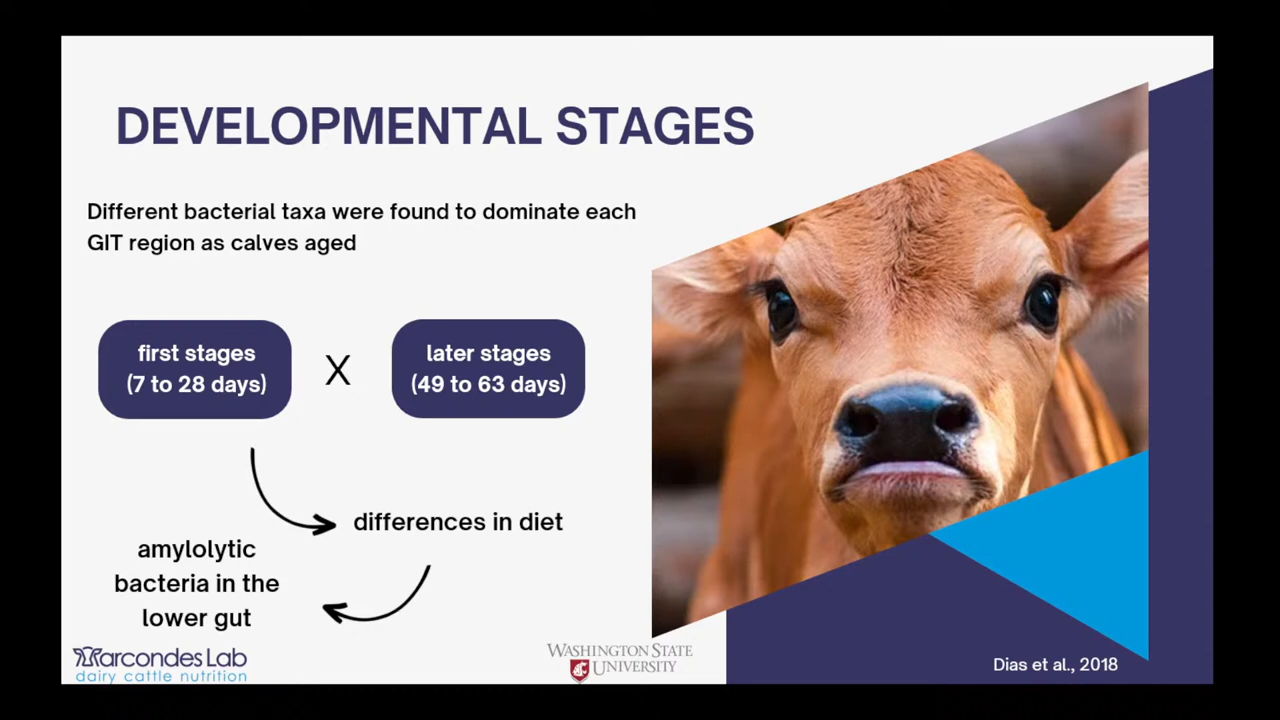 DEVELOPMENTAL STAGES
Different bacterial taxa were found to dominate each
GIT region as calves aged
first stages
(7 to 28 days)
X
later stages
(49 to 63 days)
differences in diet
amylolytic
bacteria in the
lower gut
Marcondes Lab
dairy cattle nutrition
WASHINGTON STATE
UNIVERSITY
Dias et al., 2018